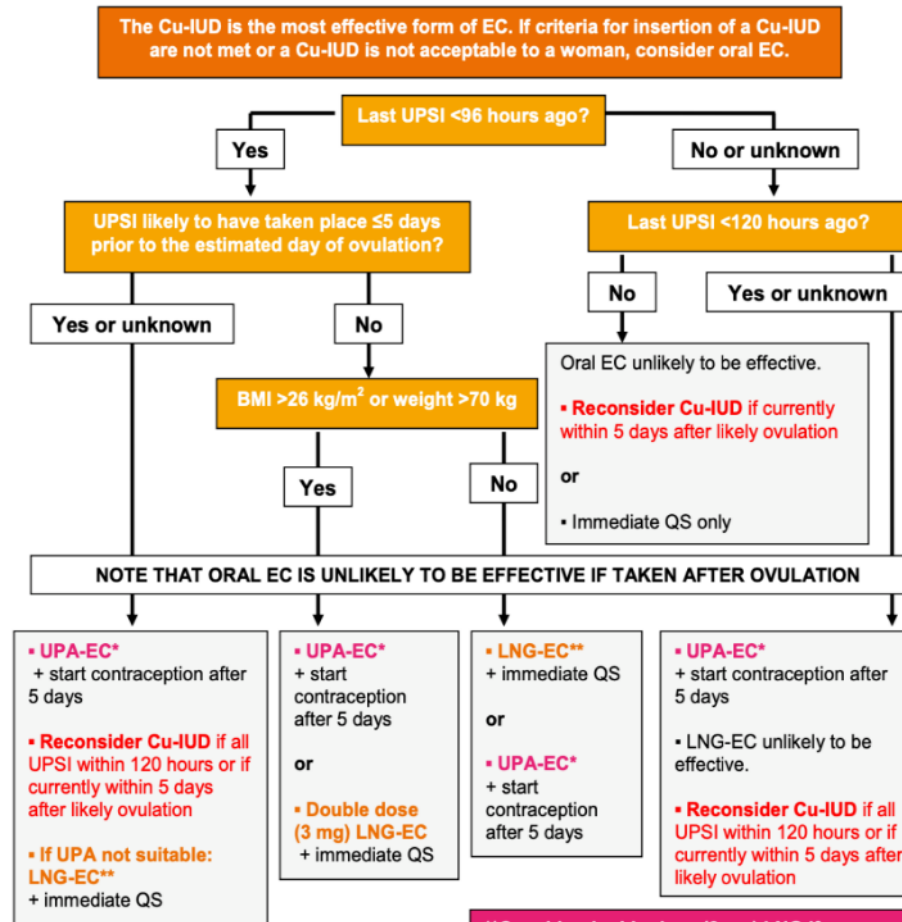 The Cu-IUD is the most effective form of EC. If criteria for insertion of a Cu-IUD
are not met or a Cu-IUD is not acceptable to a woman, consider oral EC.
Last UPSI <96 hours ago?
Yes
No or unknown
UPSI likely to have taken place ≤5 days
prior to the estimated day of ovulation?
Last UPSI <120 hours ago?
Yes or unknown
No
No
Yes or unknown
BMI >26 kg/m² or weight >70 kg
Yes
No
Oral EC unlikely to be effective.
▪ Reconsider Cu-IUD if currently
within 5 days after likely ovulation
or
▪ Immediate QS only
NOTE THAT ORAL EC IS UNLIKELY TO BE EFFECTIVE IF TAKEN AFTER OVULATION
▪ UPA-EC*
+ start contraception after
5 days
▪ Reconsider Cu-IUD if all
UPSI within 120 hours or if
currently within 5 days
after likely ovulation
▪ If UPA not suitable:
LNG-EC**
+ immediate QS
▪ UPA-EC*
+ start
contraception
after 5 days
or
▪ Double dose
(3 mg) LNG-EC
+ immediate QS
▪ LNG-EC**
+ immediate QS
or
▪ UPA-EC*
+ start
contraception
after 5 days
▪ UPA-EC*
+ start contraception after
5 days
▪ LNG-EC unlikely to be
effective.
▪ Reconsider Cu-IUD if all
UPSI within 120 hours or if
currently within 5 days after
likely ovulation